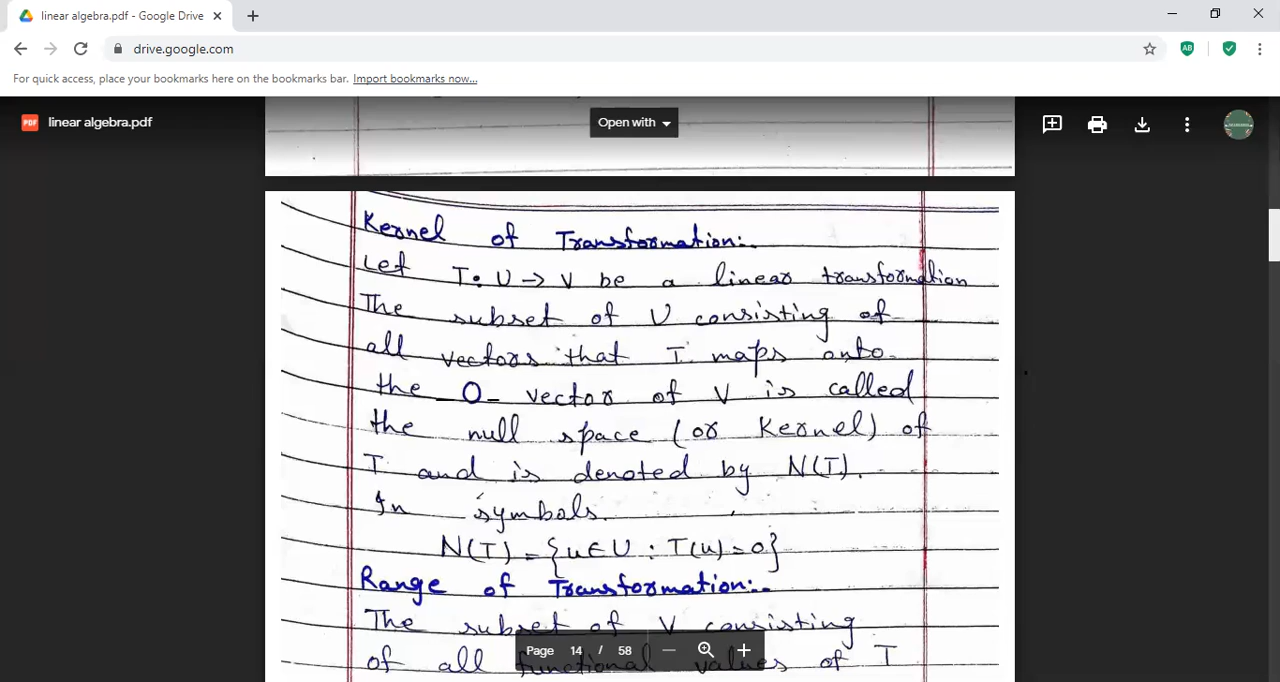 linear algebra.pdf - Google Drive
drive.google.com
For quick access, place your bookmarks here on the bookmarks bar. Import bookmarks now...
PDF linear algebra.pdf
Open with
Kernel of Transformation:-
Let T: U → V be a linear transformation
The subset of U consisting of
all vectors that T maps onto
the 0- vector of V is called
the null space (or Kernel) of
T and is denoted by N(T).
In symbols.
N(T) = {u∈U : T(u) = 0}
Range of Transformation:-
The subset of V consisting
of all functional values of T
Page 14 / 58